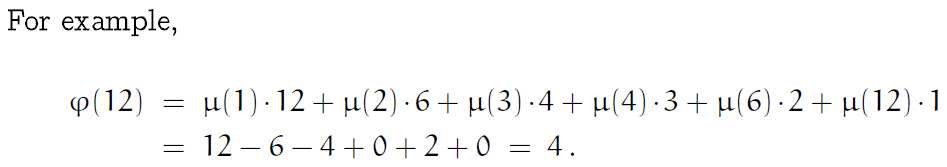 For example,
φ(12) = μ(1)·12 + μ(2)·6 + μ(3)·4 + μ(4)·3 + μ(6)·2 + μ(12)·1
= 12 − 6 − 4 + 0 + 2 + 0 = 4.